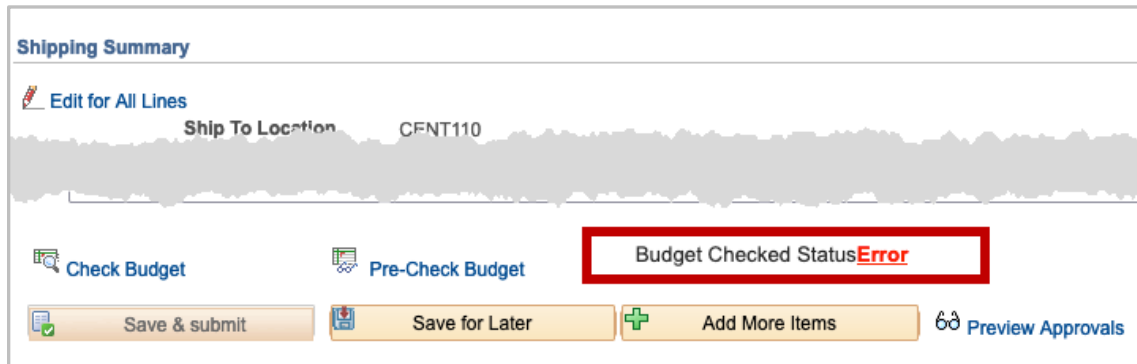 Shipping Summary
Edit for All Lines
Ship To Location CENT110
Check Budget Pre-Check Budget Budget Checked StatusError
Save & submit Save for Later Add More Items Preview Approvals